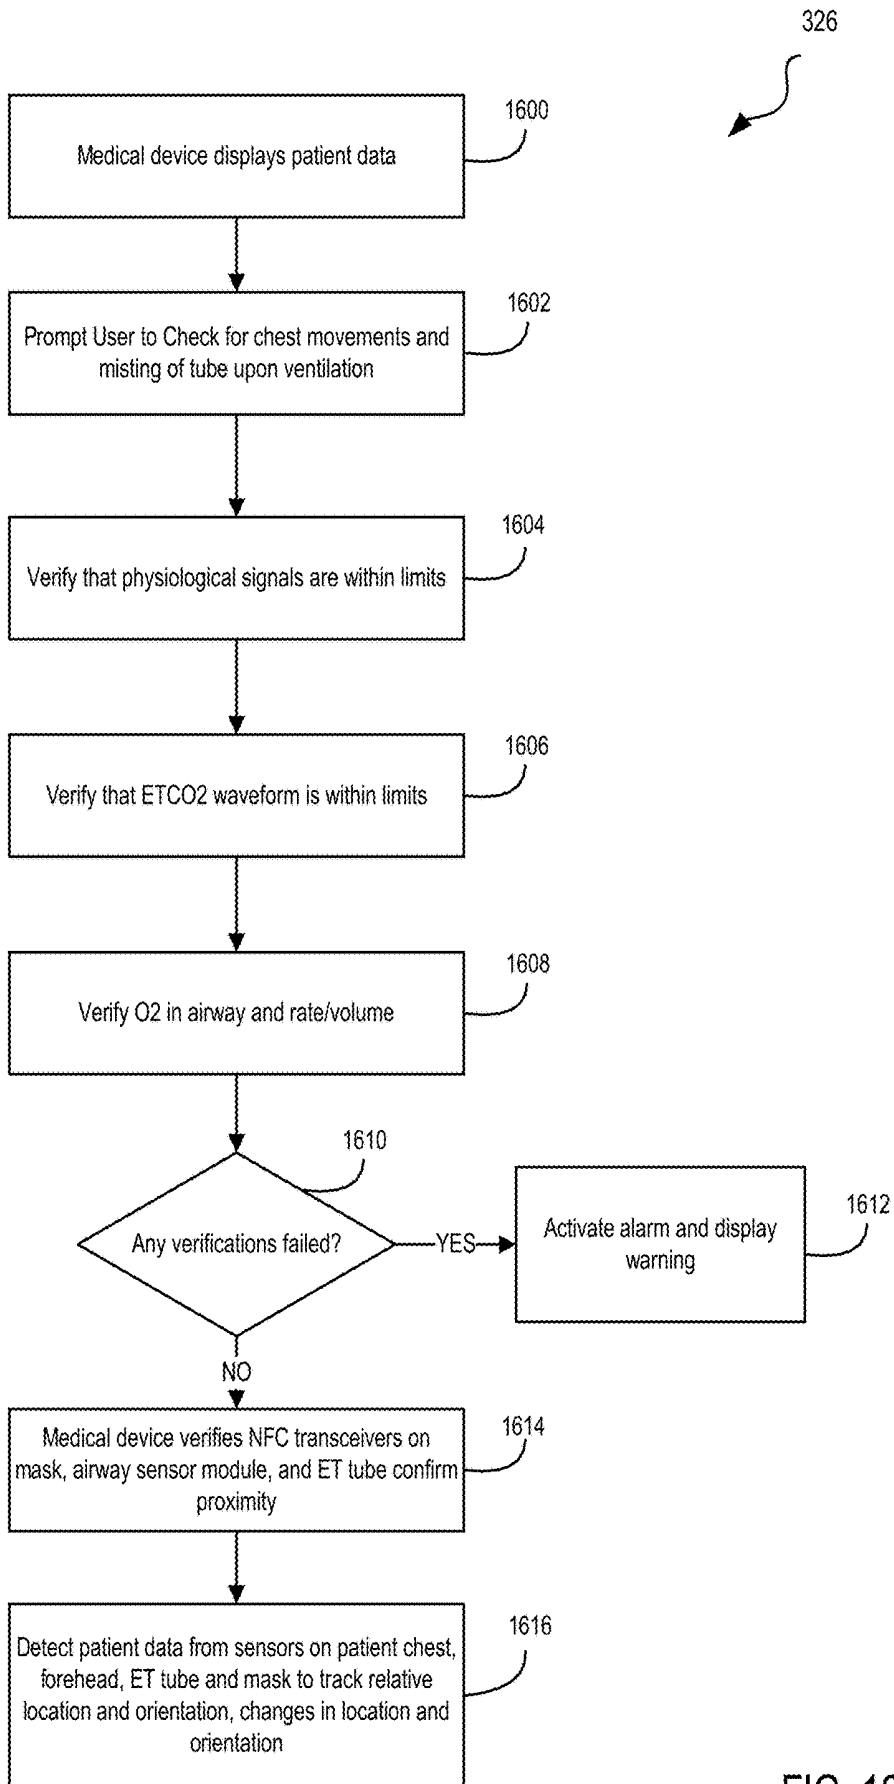 326
1600
Medical device displays patient data
1602
Prompt User to Check for chest movements and
misting of tube upon ventilation
1604
Verify that physiological signals are within limits
1606
Verify that ETCO2 waveform is within limits
1608
Verify O2 in airway and rate/volume
1610
Any verifications failed?
YES
1612
Activate alarm and display
warning
NO
1614
Medical device verifies NFC transceivers on
mask, airway sensor module, and ET tube confirm
proximity
1616
Detect patient data from sensors on patient chest,
forehead, ET tube and mask to track relative
location and orientation, changes in location and
orientation
FIG.